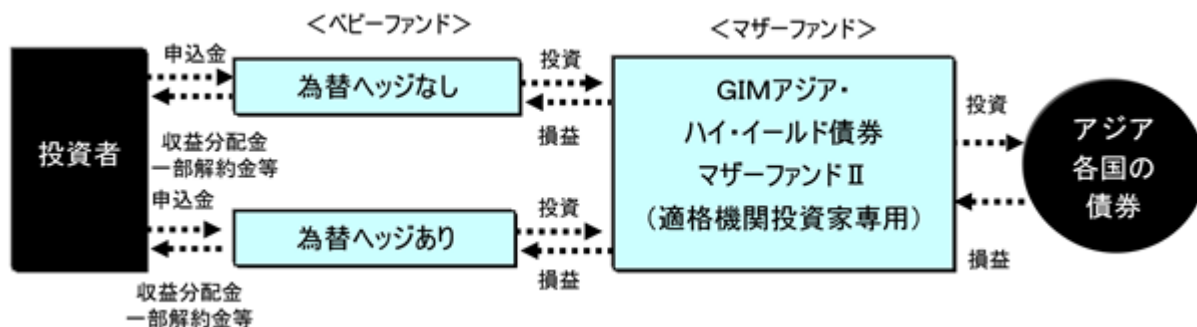 ＜ベビーファンド＞
＜マザーファンド＞
申込金
投資
為替ヘッジなし
損益
収益分配金
一部解約金等
投資者
申込金
投資
為替ヘッジあり
損益
収益分配金
一部解約金等
GIMアジア・
ハイ・イールド債券
マザーファンドⅡ
（適格機関投資家専用）
投資
損益
アジア
各国の
債券